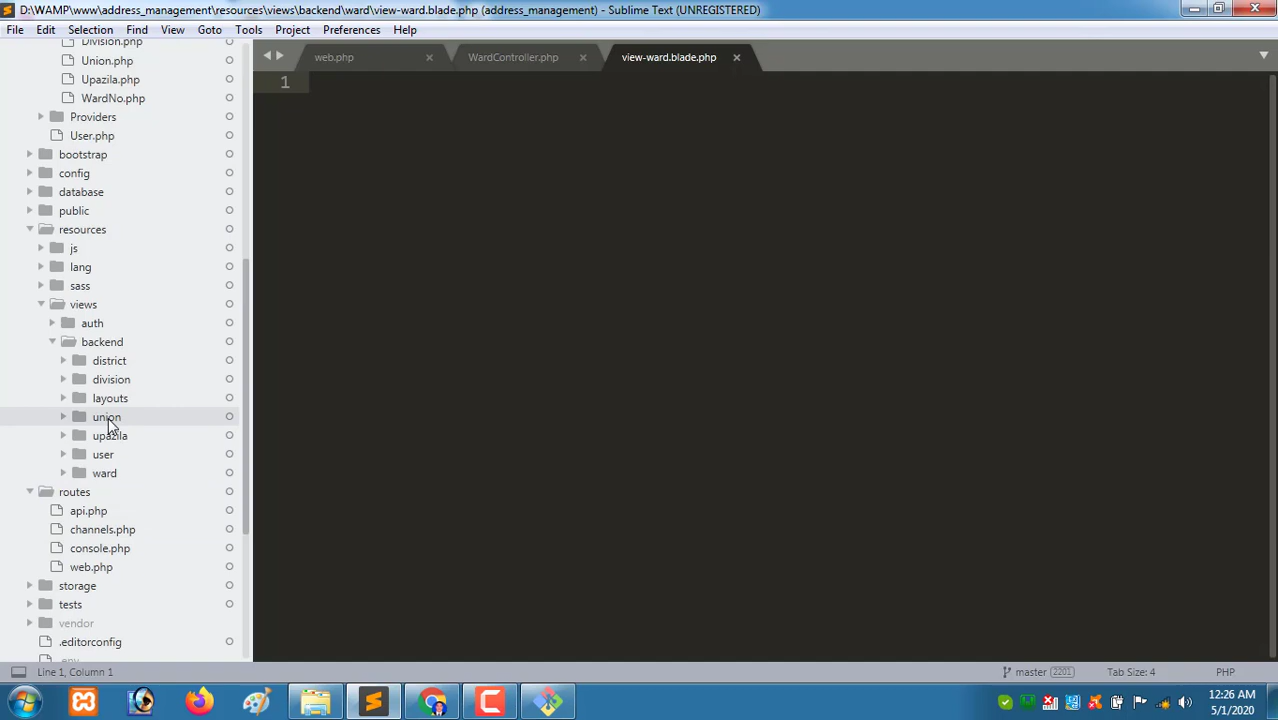 D:\WAMP\www\address_management\resources\views\backend\ward\view-ward.blade.php (address_management) - Sublime Text (UNREGISTERED)
File Edit Selection Find View Goto Tools Project Preferences Help
Division.php
Union.php
Upazila.php
WardNo.php
Providers
User.php
bootstrap
config
database
public
resources
js
lang
sass
views
auth
backend
district
division
layouts
union
upazila
user
ward
routes
api.php
channels.php
console.php
web.php
storage
tests
vendor
.editorconfig
.env
web.php WardController.php view-ward.blade.php
1
Line 1, Column 1 master 2201 Tab Size: 4 PHP
12:26 AM
5/1/2020